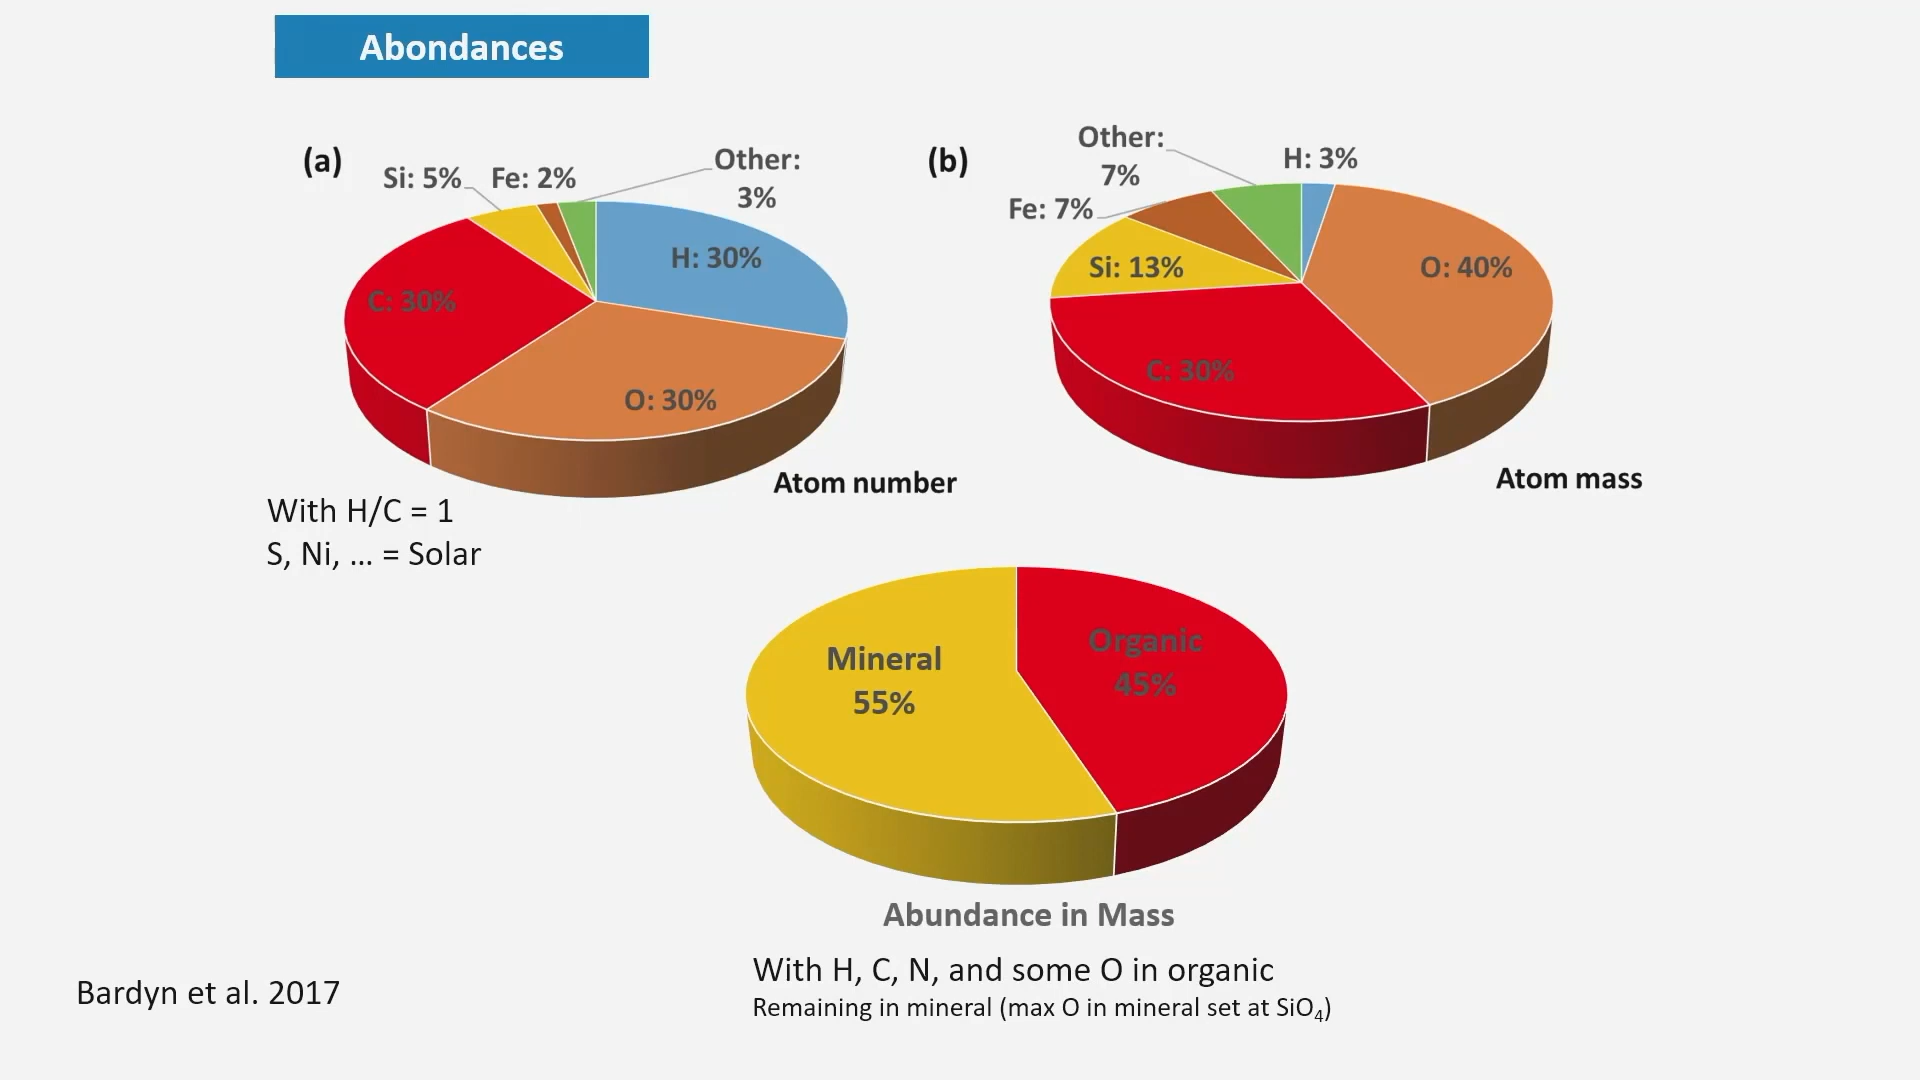 Abondances
(a)
Si: 5%
Fe: 2%
Other:
3%
H: 30%
C: 30%
O: 30%
Atom number
With H/C = 1
S, Ni, ... = Solar
(b)
Other:
7%
H: 3%
Fe: 7%
Si: 13%
O: 40%
C: 30%
Atom mass
Mineral
55%
Organic
45%
Abundance in Mass
With H, C, N, and some O in organic
Remaining in mineral (max O in mineral set at SiO₄)
Bardyn et al. 2017